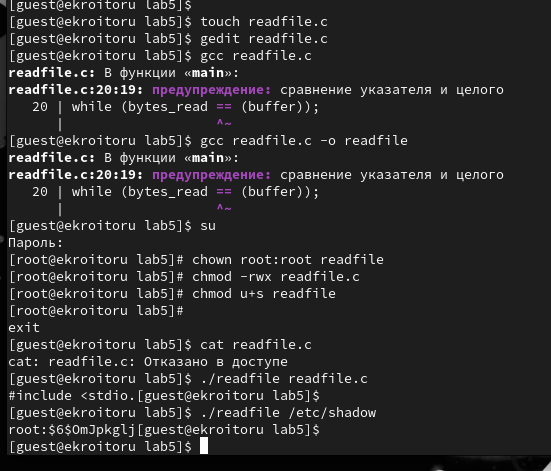 [guest@ekroitoru lab5]$
[guest@ekroitoru lab5]$ touch readfile.c
[guest@ekroitoru lab5]$ gedit readfile.c
[guest@ekroitoru lab5]$ gcc readfile.c
readfile.c: В функции «main»:
readfile.c:20:19: предупреждение: сравнение указателя и целого
   20 | while (bytes_read == (buffer));
      |                   ^~
[guest@ekroitoru lab5]$ gcc readfile.c -o readfile
readfile.c: В функции «main»:
readfile.c:20:19: предупреждение: сравнение указателя и целого
   20 | while (bytes_read == (buffer));
      |                   ^~
[guest@ekroitoru lab5]$ su
Пароль:
[root@ekroitoru lab5]# chown root:root readfile
[root@ekroitoru lab5]# chmod -rwx readfile.c
[root@ekroitoru lab5]# chmod u+s readfile
[root@ekroitoru lab5]#
exit
[guest@ekroitoru lab5]$ cat readfile.c
cat: readfile.c: Отказано в доступе
[guest@ekroitoru lab5]$ ./readfile readfile.c
#include <stdio.[guest@ekroitoru lab5]$
[guest@ekroitoru lab5]$ ./readfile /etc/shadow
root:$6$OmJpkglj[guest@ekroitoru lab5]$
[guest@ekroitoru lab5]$